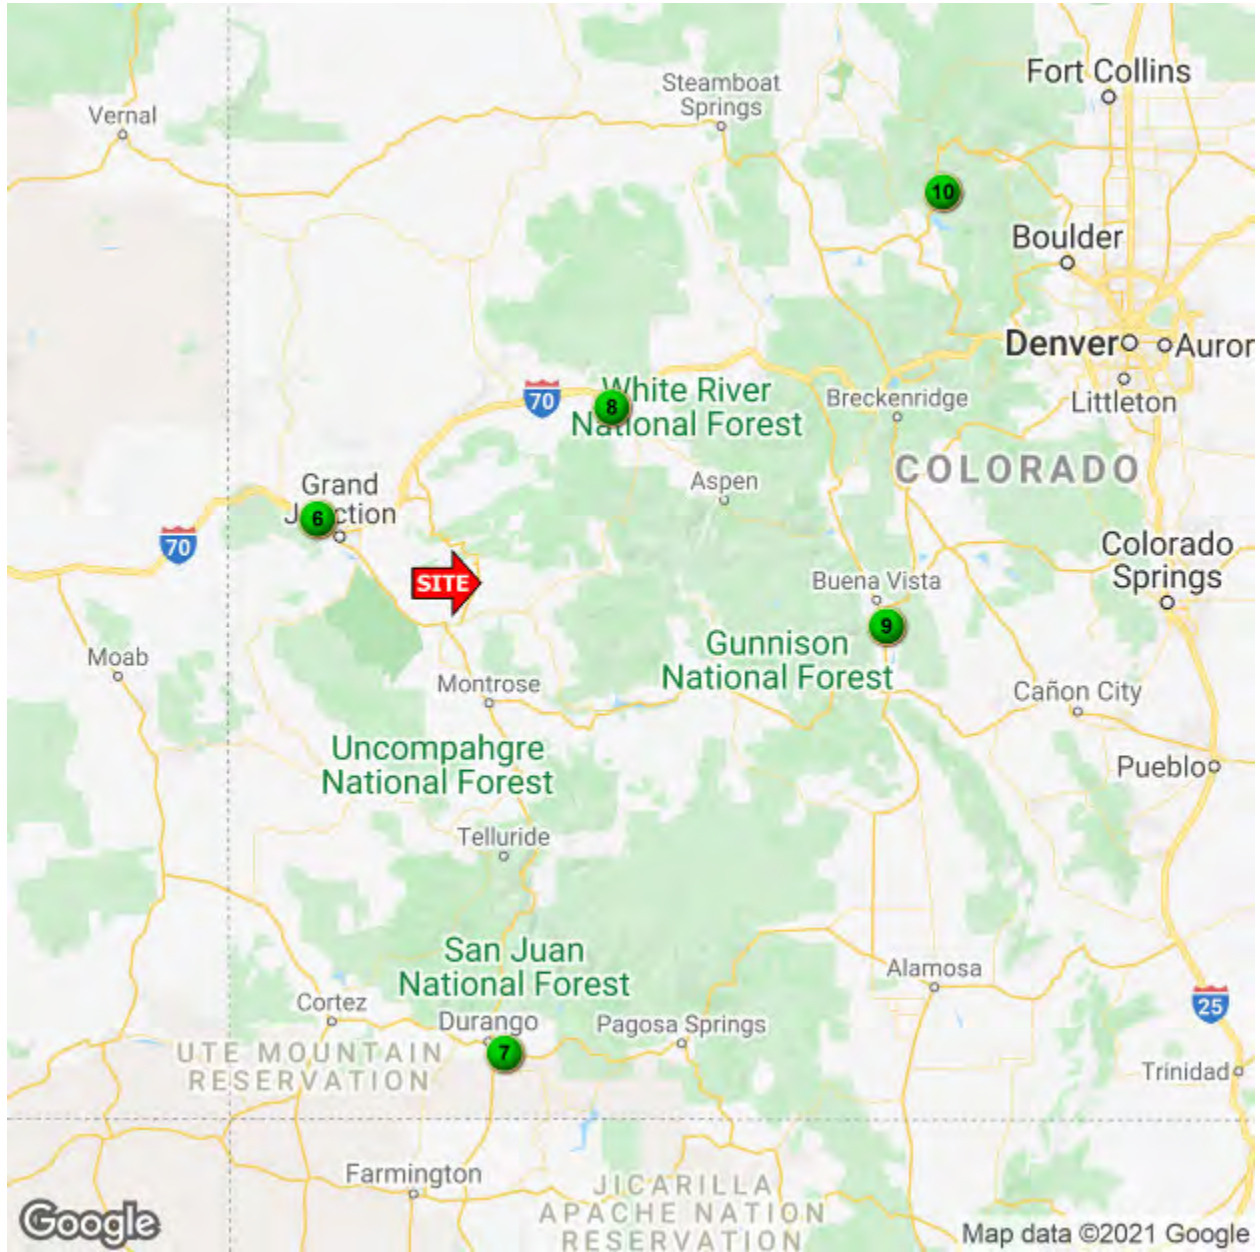 Fort Collins
Steamboat
Springs
Vernal
10
Boulder
Denver
Auror
Littleton
White River
National Forest
70
8
Breckenridge
COLORADO
Aspen
Grand
Junction
6
70
SITE
Colorado
Springs
Buena Vista
9
Gunnison
National Forest
Moab
Montrose
Cañon City
Uncompahgre
National Forest
Pueblo
Telluride
San Juan
National Forest
Alamosa
Cortez
Durango
7
Pagosa Springs
25
UTE MOUNTAIN
RESERVATION
Trinidad
Farmington
JICARILLA
APACHE NATION
RESERVATION
Google
Map data ©2021 Google